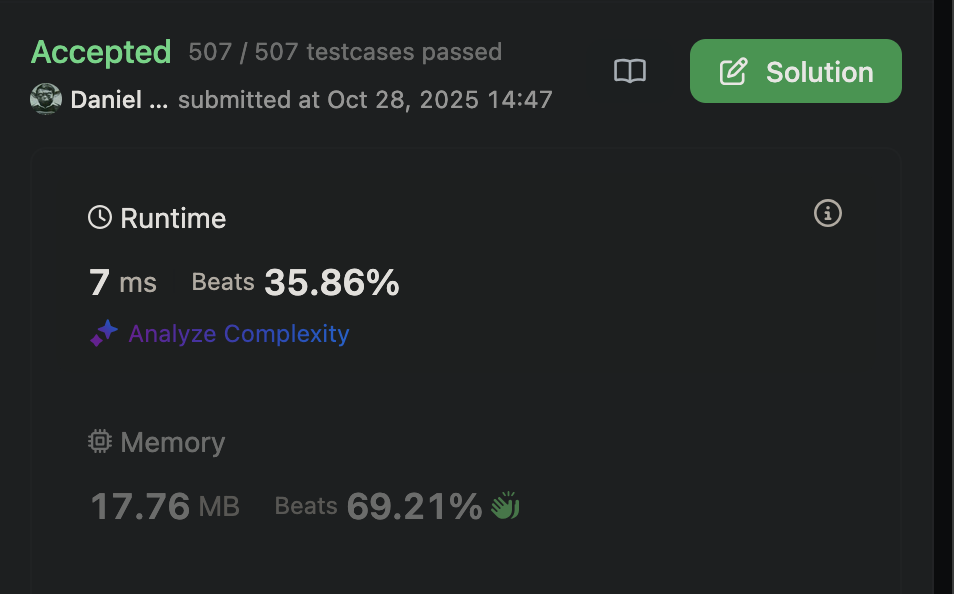 Accepted 507 / 507 testcases passed
Solution
Daniel ... submitted at Oct 28, 2025 14:47
Runtime
7 ms Beats 35.86%
Analyze Complexity
Memory
17.76 MB Beats 69.21%